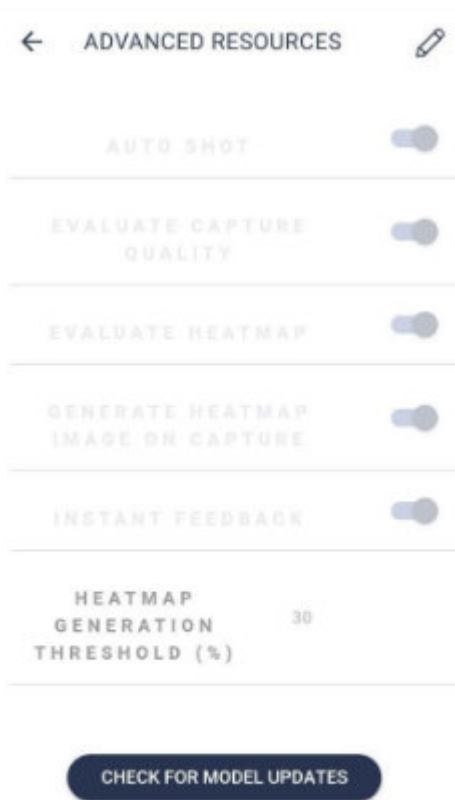 ADVANCED RESOURCES
AUTO SHOT
EVALUATE CAPTURE
QUALITY
EVALUATE HEATMAP
GENERATE HEATMAP
IMAGE ON CAPTURE
INSTANT FEEDBACK
HEATMAP
GENERATION
THRESHOLD (%)
30
CHECK FOR MODEL UPDATES